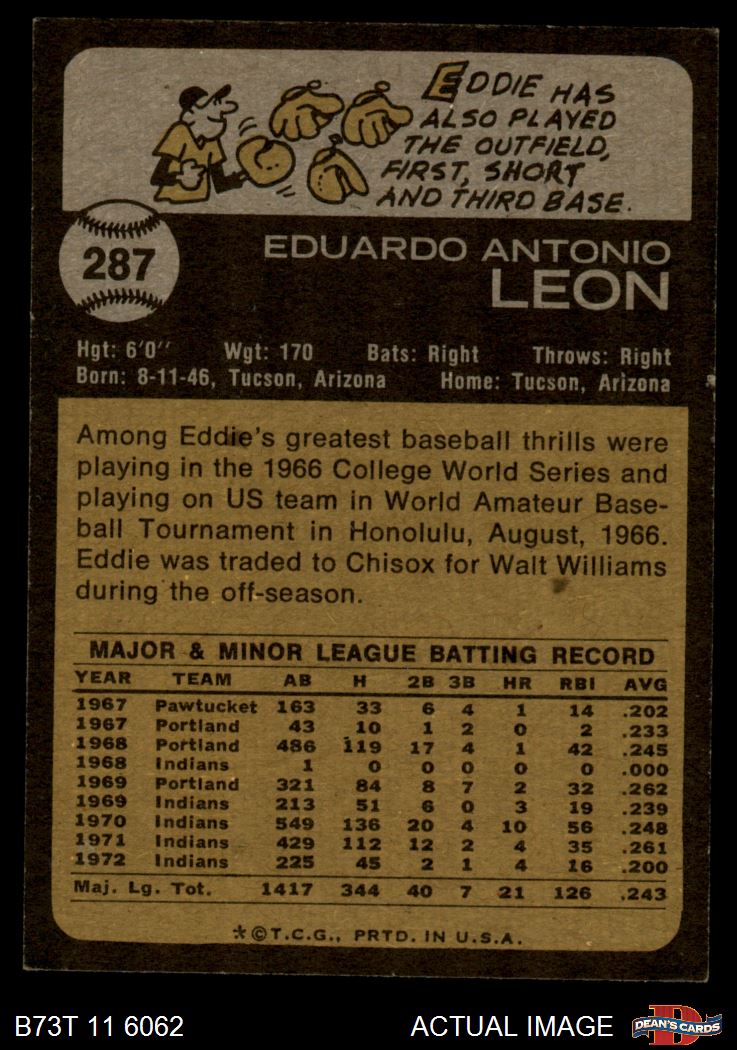 EDDIE HAS
ALSO PLAYED
THE OUTFIELD,
FIRST, SHORT
AND THIRD BASE.
287
EDUARDO ANTONIO
LEON
Hgt: 6'0'' Wgt: 170 Bats: Right Throws: Right
Born: 8-11-46, Tucson, Arizona Home: Tucson, Arizona
Among Eddie's greatest baseball thrills were
playing in the 1966 College World Series and
playing on US team in World Amateur Base-
ball Tournament in Honolulu, August, 1966.
Eddie was traded to Chisox for Walt Williams
during the off-season.
MAJOR & MINOR LEAGUE BATTING RECORD
YEAR TEAM AB H 2B 3B HR RBI AVG
1967 Pawtucket 163 33 6 4 1 14 .202
1967 Portland 43 10 1 2 0 2 .233
1968 Portland 486 119 17 4 1 42 .245
1968 Indians 1 0 0 0 0 0 .000
1969 Portland 321 84 8 7 2 32 .262
1969 Indians 213 51 6 0 3 19 .239
1970 Indians 549 136 20 4 10 56 .248
1971 Indians 429 112 12 2 4 35 .261
1972 Indians 225 45 2 1 4 16 .200
Maj. Lg. Tot. 1417 344 40 7 21 126 .243
*©T.C.G., PRTD. IN U.S.A.
B73T 11 6062 ACTUAL IMAGE DEAN'S CARDS